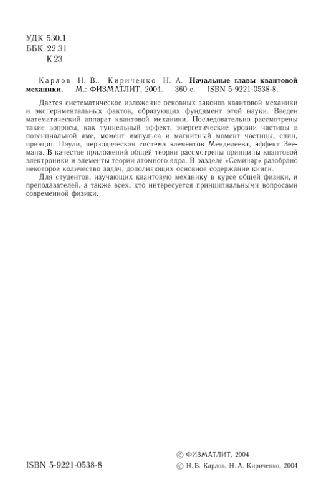 УДК 530.1
ББК 22.31
К 23
Карлов Н. В., Кириченко Н. А. Начальные главы квантовой
механики. М.: ФИЗМАТЛИТ, 2004. 360 с. ISBN 5-9221-0538-8.
Дается систематическое изложение основных законов квантовой механики
и экспериментальных фактов, образующих фундамент этой науки. Введен
математический аппарат квантовой механики. Последовательно рассмотрены
такие вопросы, как туннельный эффект, энергетические уровни частицы в
потенциальной яме, момент импульса и магнитный момент частицы, спин,
принцип Паули, периодическая система элементов Менделеева, эффект Зее-
мана. В приложений общей теории рассмотрены принципы квантовой
электроники и элементы теории атомного ядра. В разделе «Семинар» разобрано
некоторое количество задач, дополняющих основное содержание книги.
Для студентов, изучающих квантовую механику в курсе общей физики, и
преподавателей, а также всех, кто интересуется принципиальными вопросами
современной физики.
© ФИЗМАТЛИТ, 2004
ISBN 5-9221-0538-8
© Н. В. Карлов, Н. А. Кириченко, 2004